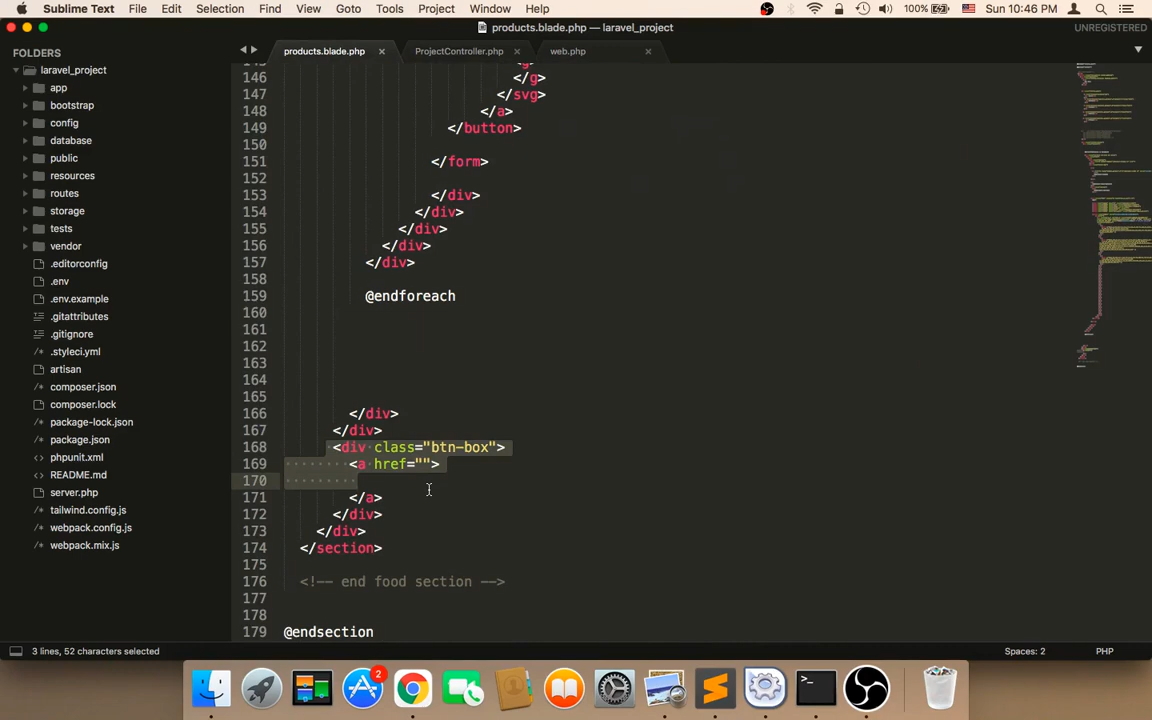 Sublime Text File Edit Selection Find View Goto Tools Project Window Help 100% Sun 10:46 PM
products.blade.php — laravel_project UNREGISTERED
FOLDERS
laravel_project
app
bootstrap
config
database
public
resources
routes
storage
tests
vendor
.editorconfig
.env
.env.example
.gitattributes
.gitignore
.styleci.yml
artisan
composer.json
composer.lock
package-lock.json
package.json
phpunit.xml
README.md
server.php
tailwind.config.js
webpack.config.js
webpack.mix.js
products.blade.php ProjectController.php web.php
145 <g>
146 </g>
147 </svg>
148 </a>
149 </button>
150
151 </form>
152
153 </div>
154 </div>
155 </div>
156 </div>
157 </div>
158
159 @endforeach
160
161
162
163
164
165
166 </div>
167 </div>
168 <div class="btn-box">
169 <a href="">
170
171 </a>
172 </div>
173 </div>
174 </section>
175
176 <!-- end food section -->
177
178
179 @endsection
3 lines, 52 characters selected Spaces: 2 PHP
2